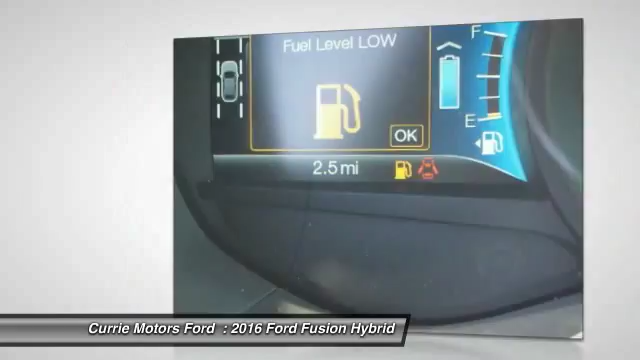 Fuel Level LOW
F
E
OK
2.5 mi
Currie Motors Ford : 2016 Ford Fusion Hybrid